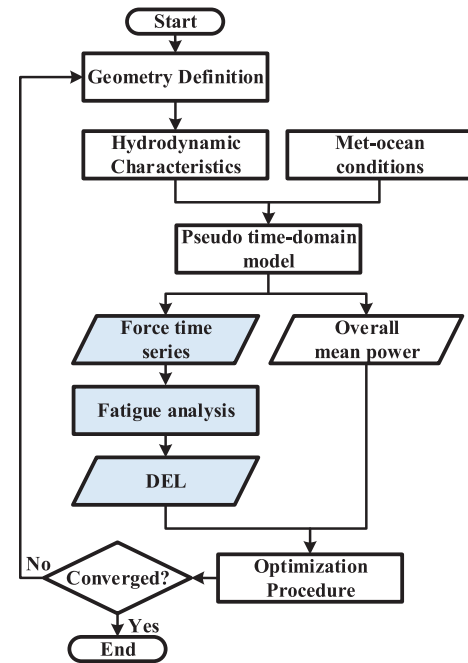 Start
Geometry Definition
Hydrodynamic
Characteristics
Met-ocean
conditions
Pseudo time-domain
model
Force time
series
Overall
mean power
Fatigue analysis
DEL
No
Converged?
Optimization
Procedure
Yes
End